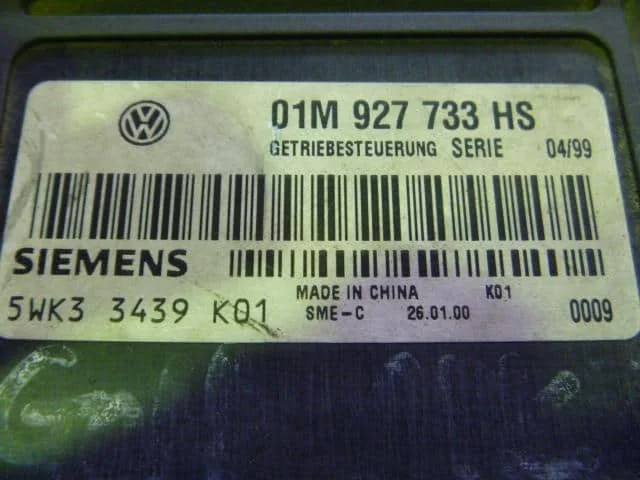 01M 927 733 HS
GETRIEBESTEUERUNG SERIE 04/99
SIEMENS
MADE IN CHINA K01
5WK3 3439 K01 SME-C 26.01.00 0009